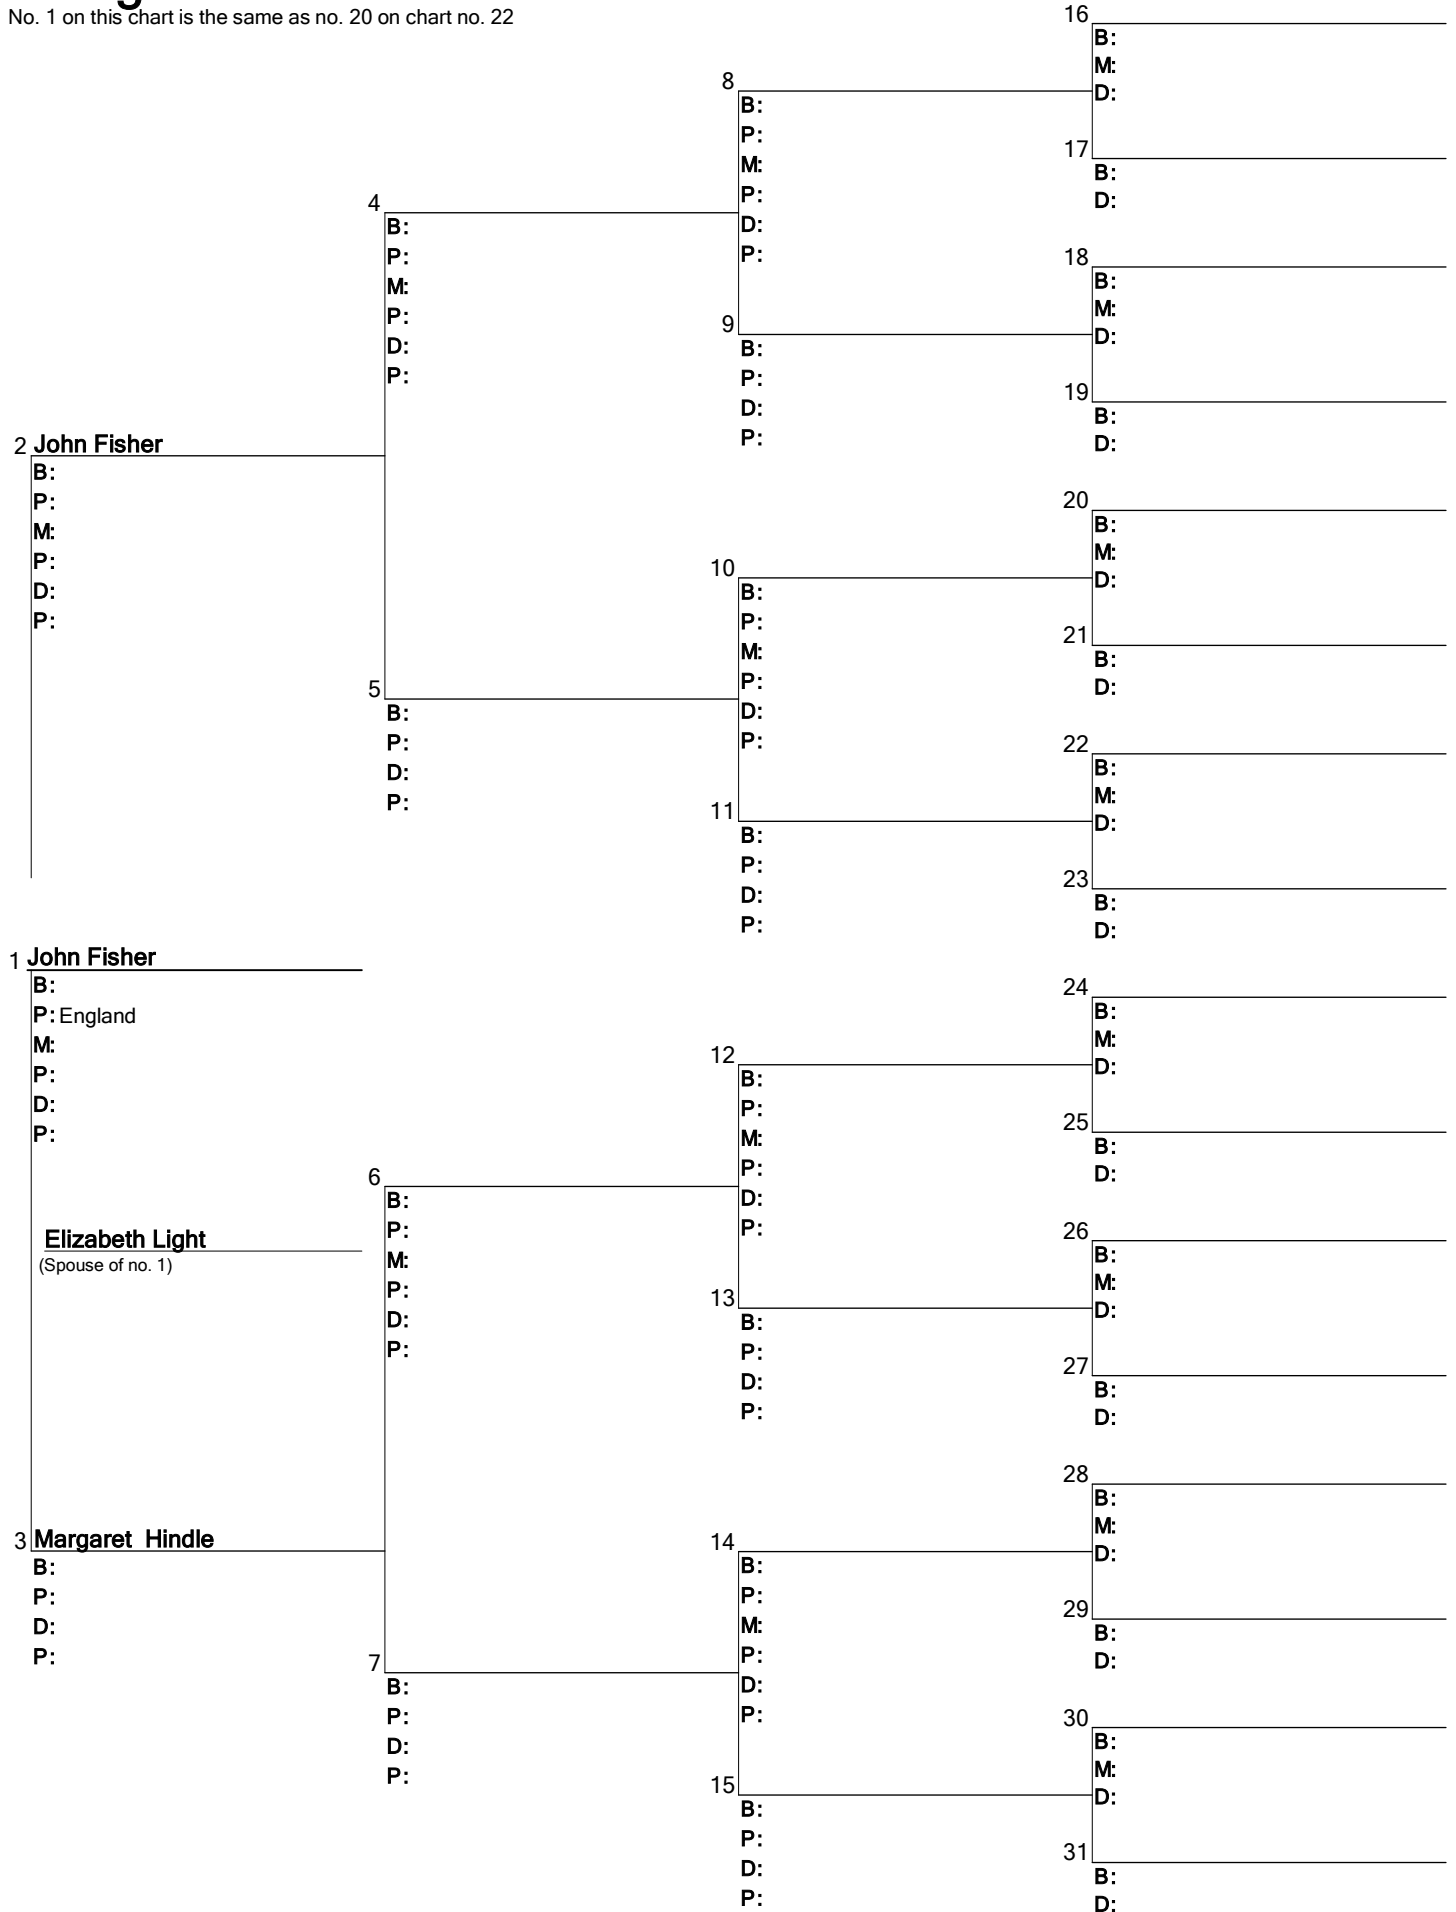 No. 1 on this chart is the same as no. 20 on chart no. 22
16
B:
M:
D:
8
B:
P:
M:
P:
D:
P:
17
B:
D:
4
B:
P:
M:
P:
D:
P:
18
B:
M:
D:
9
B:
P:
D:
P:
19
B:
D:
2 John Fisher
B:
P:
M:
P:
D:
P:
20
B:
M:
D:
10
B:
P:
M:
P:
D:
P:
21
B:
D:
5
B:
P:
D:
P:
22
B:
M:
D:
11
B:
P:
D:
P:
23
B:
D:
1 John Fisher
B:
P: England
M:
P:
D:
P:
24
B:
M:
D:
12
B:
P:
M:
P:
D:
P:
25
B:
D:
6
B:
P:
M:
P:
D:
P:
Elizabeth Light
(Spouse of no. 1)
26
B:
M:
D:
13
B:
P:
D:
P:
27
B:
D:
28
B:
M:
D:
3 Margaret Hindle
B:
P:
D:
P:
14
B:
P:
M:
P:
D:
P:
29
B:
D:
7
B:
P:
D:
P:
30
B:
M:
D:
15
B:
P:
D:
P:
31
B:
D: